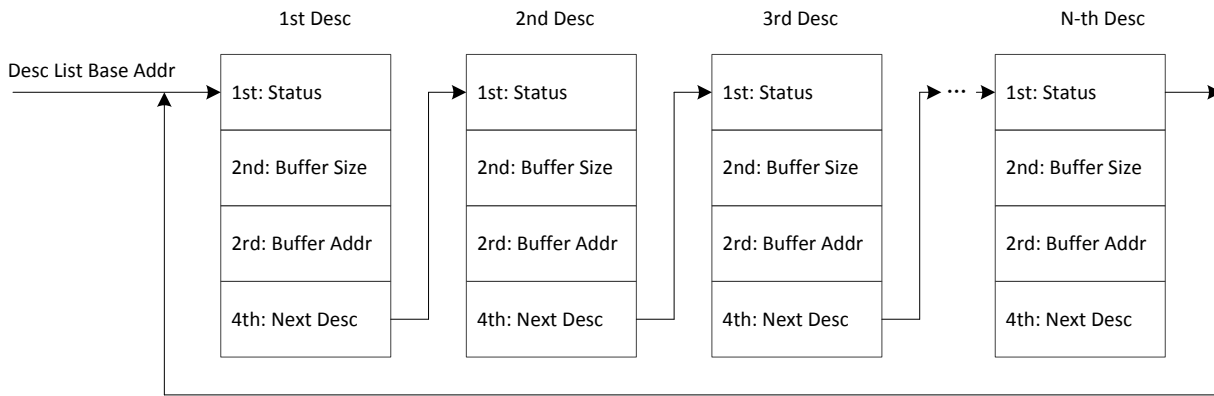 1st Desc
2nd Desc
3rd Desc
N-th Desc
Desc List Base Addr
1st: Status
1st: Status
1st: Status
...
1st: Status
2nd: Buffer Size
2nd: Buffer Size
2nd: Buffer Size
2nd: Buffer Size
2rd: Buffer Addr
2rd: Buffer Addr
2rd: Buffer Addr
2rd: Buffer Addr
4th: Next Desc
4th: Next Desc
4th: Next Desc
4th: Next Desc